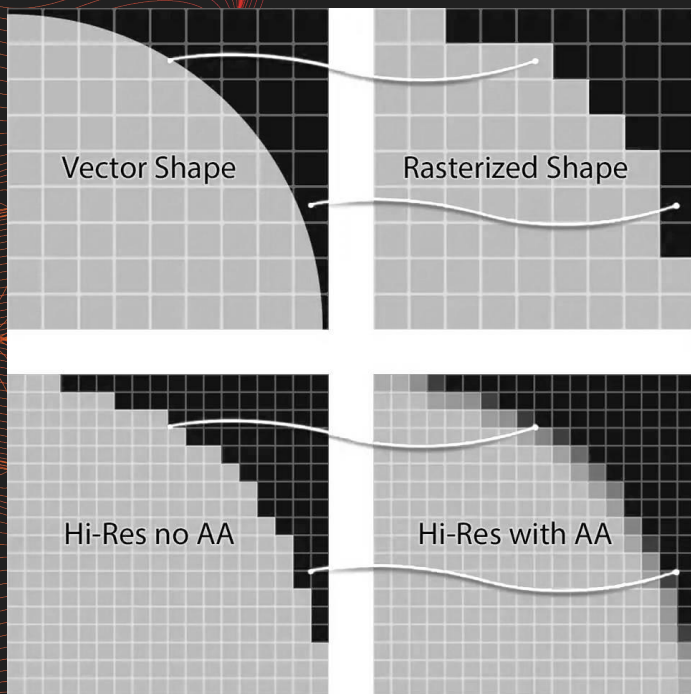 Vector Shape
Rasterized Shape
Hi-Res no AA
Hi-Res with AA